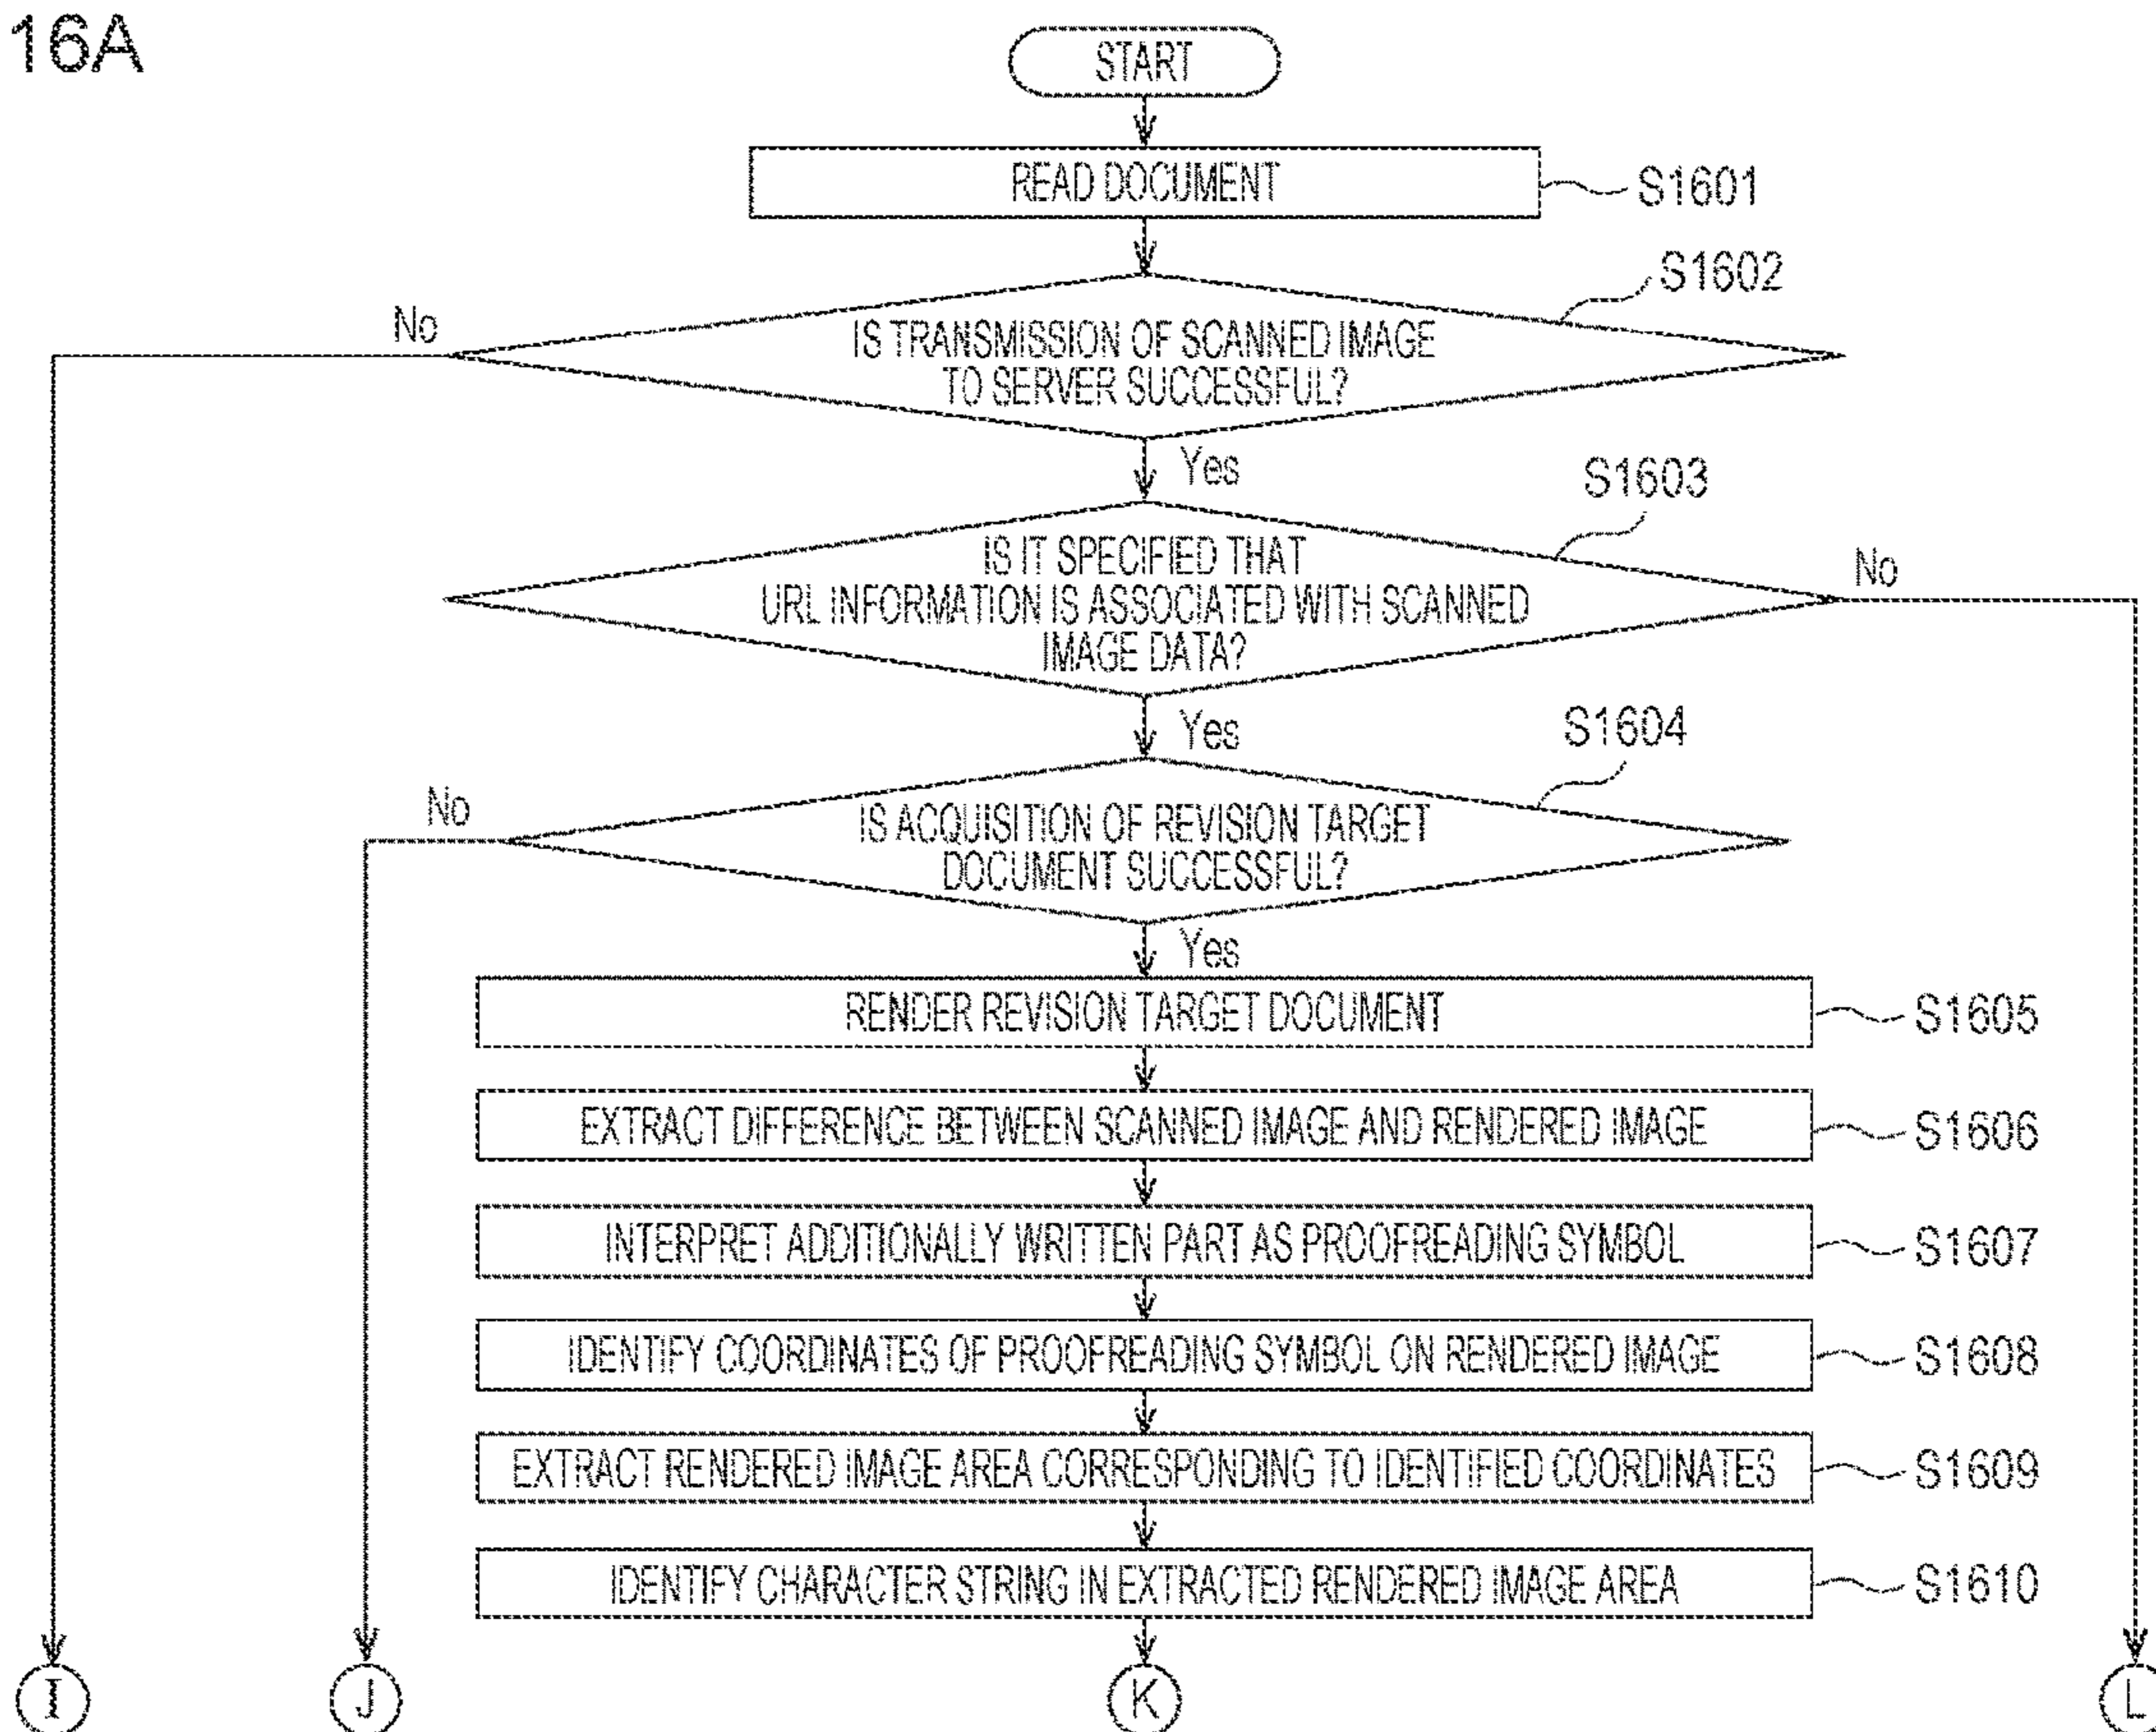 16A
START
READ DOCUMENT
S1601
S1602
No
IS TRANSMISSION OF SCANNED IMAGE
TO SERVER SUCCESSFUL?
Yes
S1603
IS IT SPECIFIED THAT
URL INFORMATION IS ASSOCIATED WITH SCANNED
IMAGE DATA?
No
Yes
S1604
No
IS ACQUISITION OF REVISION TARGET
DOCUMENT SUCCESSFUL?
Yes
RENDER REVISION TARGET DOCUMENT
S1605
EXTRACT DIFFERENCE BETWEEN SCANNED IMAGE AND RENDERED IMAGE
S1606
INTERPRET ADDITIONALLY WRITTEN PART AS PROOFREADING SYMBOL
S1607
IDENTIFY COORDINATES OF PROOFREADING SYMBOL ON RENDERED IMAGE
S1608
EXTRACT RENDERED IMAGE AREA CORRESPONDING TO IDENTIFIED COORDINATES
S1609
IDENTIFY CHARACTER STRING IN EXTRACTED RENDERED IMAGE AREA
S1610
I
J
K
L